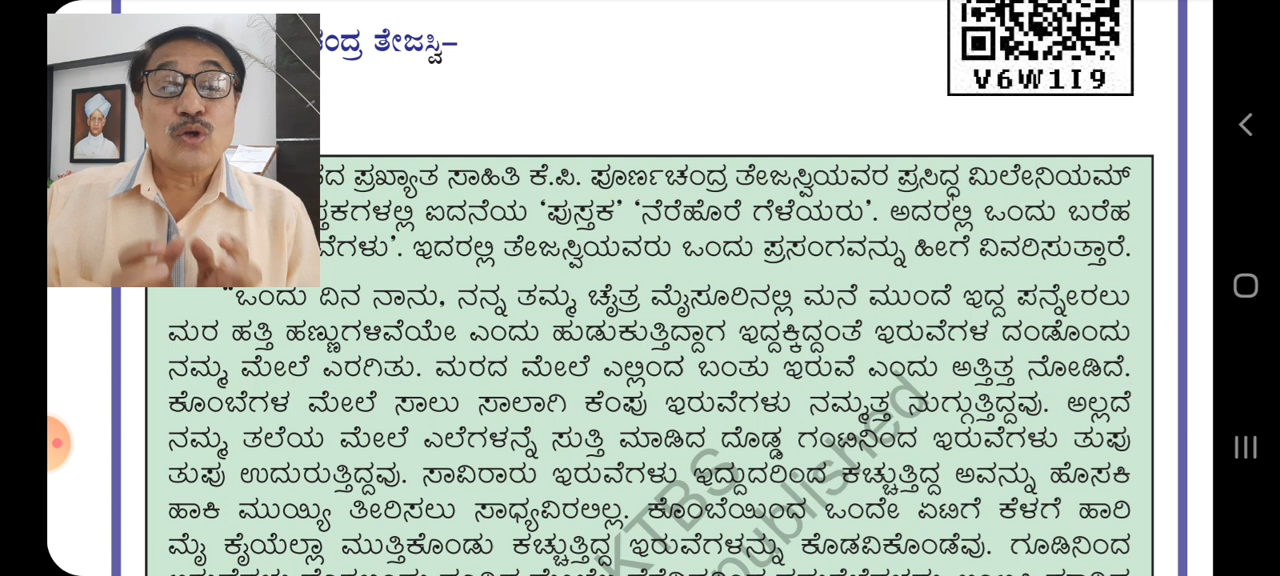 ಚಂದ್ರ ತೇಜಸ್ವಿ–
V6W1I9
ಪ್ರಖ್ಯಾತ ಸಾಹಿತಿ ಕೆ.ಪಿ. ಪೂರ್ಣಚಂದ್ರ ತೇಜಸ್ವಿಯವರ ಪ್ರಸಿದ್ಧ ಮಿಲೇನಿಯಮ್
ಐದನೆಯ ‘ಪುಸ್ತಕ’ ‘ನೆರೆಹೊರೆ ಗೆಳೆಯರು’. ಅದರಲ್ಲಿ ಒಂದು ಬರೆಹ
ಇದರಲ್ಲಿ ತೇಜಸ್ವಿಯವರು ಒಂದು ಪ್ರಸಂಗವನ್ನು ಹೀಗೆ ವಿವರಿಸುತ್ತಾರೆ.
“ಒಂದು ದಿನ ನಾನು, ನನ್ನ ತಮ್ಮ ಚೈತ್ರ ಮೈಸೂರಿನಲ್ಲಿ ಮನೆ ಮುಂದೆ ಇದ್ದ ಪನ್ನೇರಲು
ಮರ ಹತ್ತಿ ಹಣ್ಣುಗಳಿವೆಯೇ ಎಂದು ಹುಡುಕುತ್ತಿದ್ದಾಗ ಇದ್ದಕ್ಕಿದ್ದಂತೆ ಇರುವೆಗಳ ದಂಡೊಂದು
ನಮ್ಮ ಮೇಲೆ ಎರಗಿತು. ಮರದ ಮೇಲೆ ಎಲ್ಲಿಂದ ಬಂತು ಇರುವೆ ಎಂದು ಅತ್ತಿತ್ತ ನೋಡಿದೆ.
ಕೊಂಬೆಗಳ ಮೇಲೆ ಸಾಲು ಸಾಲಾಗಿ ಕೆಂಪು ಇರುವೆಗಳು ನಮ್ಮತ್ತ ನುಗ್ಗುತ್ತಿದ್ದವು. ಅಲ್ಲದೆ
ನಮ್ಮ ತಲೆಯ ಮೇಲೆ ಎಲೆಗಳನ್ನೆ ಸುತ್ತಿ ಮಾಡಿದ ದೊಡ್ಡ ಗಂಟಿನಿಂದ ಇರುವೆಗಳು ತುಪು
ತುಪು ಉದುರುತ್ತಿದ್ದವು. ಸಾವಿರಾರು ಇರುವೆಗಳು ಇದ್ದುದರಿಂದ ಕಚ್ಚುತ್ತಿದ್ದ ಅವನ್ನು ಹೊಸಕಿ
ಹಾಕಿ ಮುಯ್ಯಿ ತೀರಿಸಲು ಸಾಧ್ಯವಿರಲಿಲ್ಲ. ಕೊಂಬೆಯಿಂದ ಒಂದೇ ಏಟಿಗೆ ಕೆಳಗೆ ಹಾರಿ
ಮೈ ಕೈಯೆಲ್ಲಾ ಮುತ್ತಿಕೊಂಡು ಕಚ್ಚುತ್ತಿದ್ದ ಇರುವೆಗಳನ್ನು ಕೊಡವಿಕೊಂಡೆವು. ಗೂಡಿನಿಂದ
KTBS
published